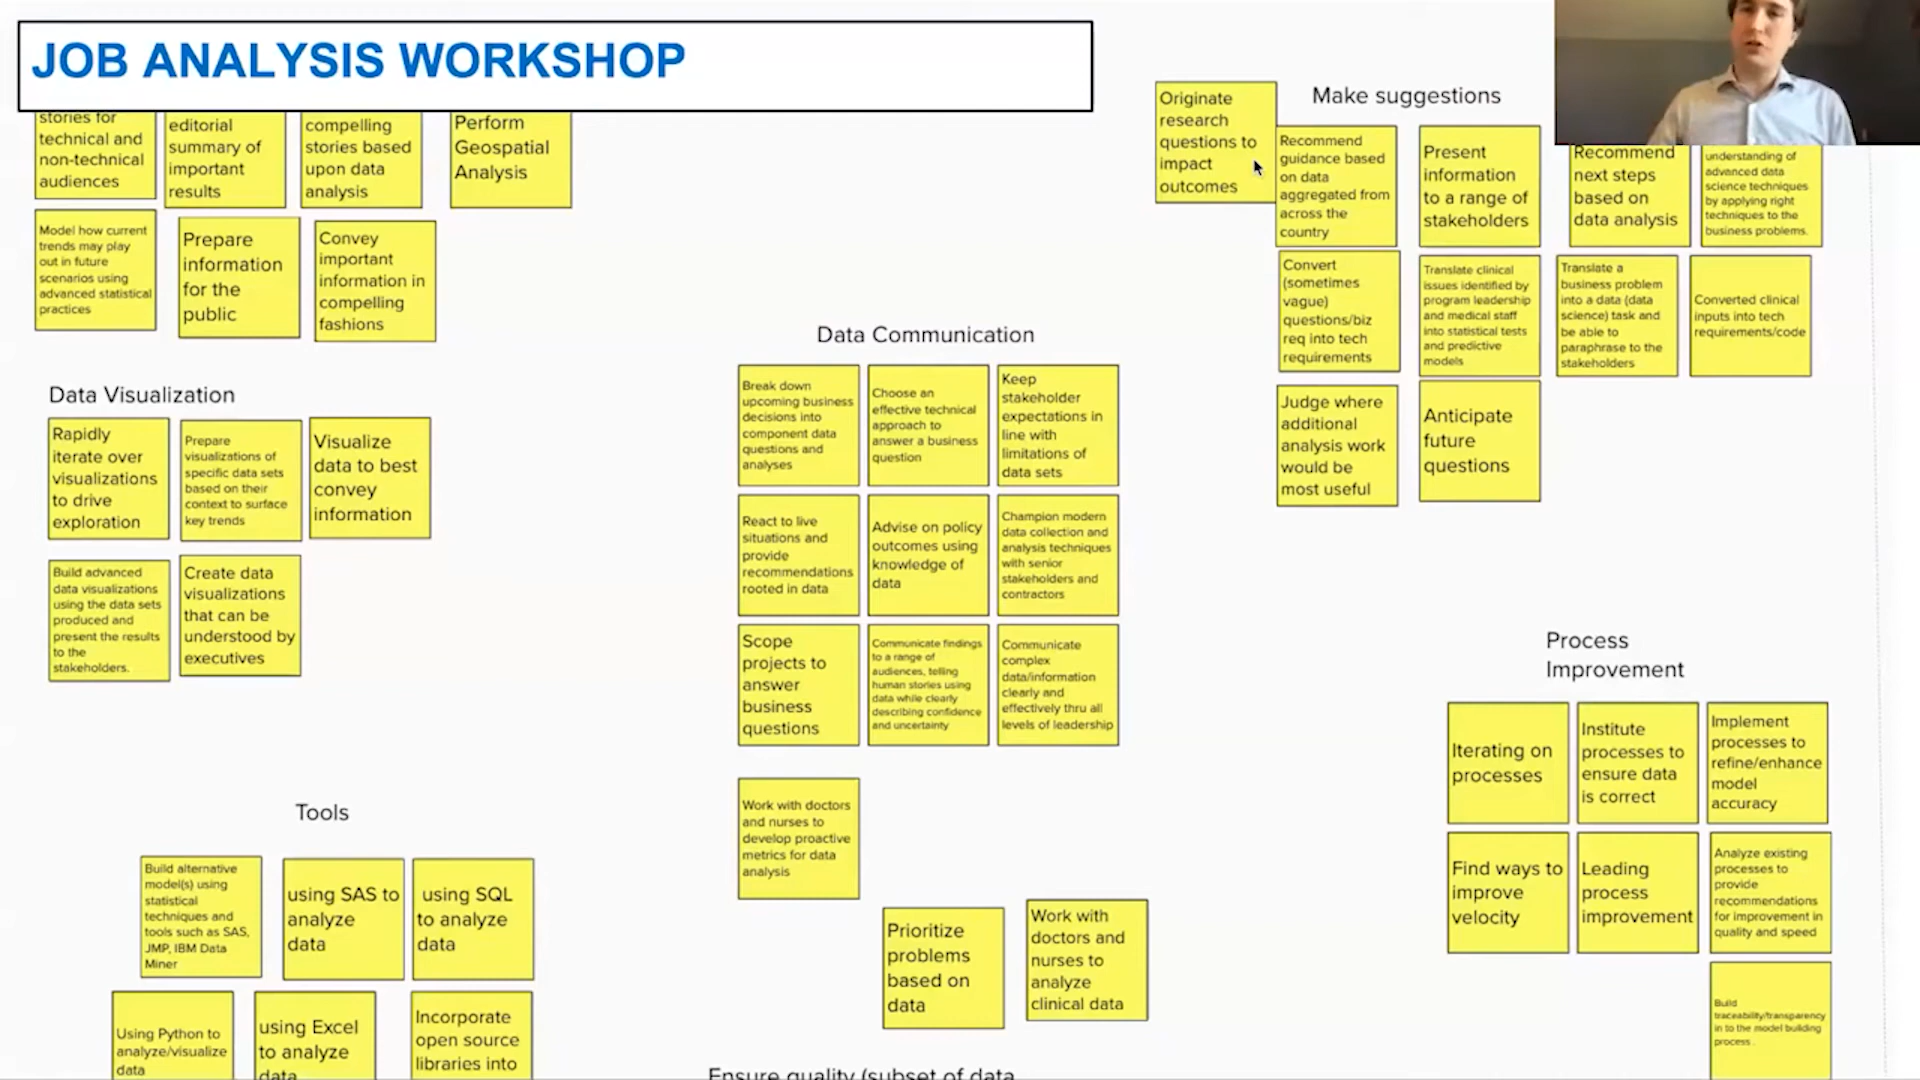 JOB ANALYSIS WORKSHOP
stories for
technical and
non-technical
audiences
editorial
summary of
important
results
compelling
stories based
upon data
analysis
Perform
Geospatial
Analysis
Model how current
trends may play
out in future
scenarios using
advanced statistical
practices
Prepare
information
for the
public
Convey
important
information in
compelling
fashions
Data Visualization
Rapidly
iterate over
visualizations
to drive
exploration
Prepare
visualizations of
specific data sets
based on their
context to surface
key trends
Visualize
data to best
convey
information
Build advanced
data visualizations
using the data sets
produced and
present the results
to the
stakeholders.
Create data
visualizations
that can be
understood by
executives
Tools
Build alternative
model(s) using
statistical
techniques and
tools such as SAS,
JMP, IBM Data
Miner
using SAS to
analyze
data
using SQL
to analyze
data
Using Python to
analyze/visualize
data
using Excel
to analyze
data
Incorporate
open source
libraries into
Data Communication
Break down
upcoming business
decisions into
component data
questions and
analyses
Choose an
effective technical
approach to
answer a business
question
Keep
stakeholder
expectations in
line with
limitations of
data sets
React to live
situations and
provide
recommendations
rooted in data
Advise on policy
outcomes using
knowledge of
data
Champion modern
data collection and
analysis techniques
with senior
stakeholders and
contractors
Scope
projects to
answer
business
questions
Communicate findings
to a range of
audiences, telling
human stories using
data while clearly
describing confidence
and uncertainty
Communicate
complex
data/information
clearly and
effectively thru all
levels of leadership
Work with doctors
and nurses to
develop proactive
metrics for data
analysis
Prioritize
problems
based on
data
Work with
doctors and
nurses to
analyze
clinical data
Ensure quality (subset of data
Originate
research
questions to
impact
outcomes
Make suggestions
Recommend
guidance based
on data
aggregated from
across the
country
Present
information
to a range of
stakeholders
Recommend
next steps
based on
data analysis
understanding of
advanced data
science techniques
by applying right
techniques to the
business problems.
Convert
(sometimes
vague)
questions/biz
req into tech
requirements
Translate clinical
issues identified by
program leadership
and medical staff
into statistical tests
and predictive
models
Translate a
business problem
into a data (data
science) task and
be able to
paraphrase to the
stakeholders
Converted clinical
inputs into tech
requirements/code
Judge where
additional
analysis work
would be
most useful
Anticipate
future
questions
Process
Improvement
Iterating on
processes
Institute
processes to
ensure data
is correct
Implement
processes to
refine/enhance
model
accuracy
Find ways to
improve
velocity
Leading
process
improvement
Analyze existing
processes to
provide
recommendations
for improvement in
quality and speed
Build
traceability/transparency
in to the model building
process .